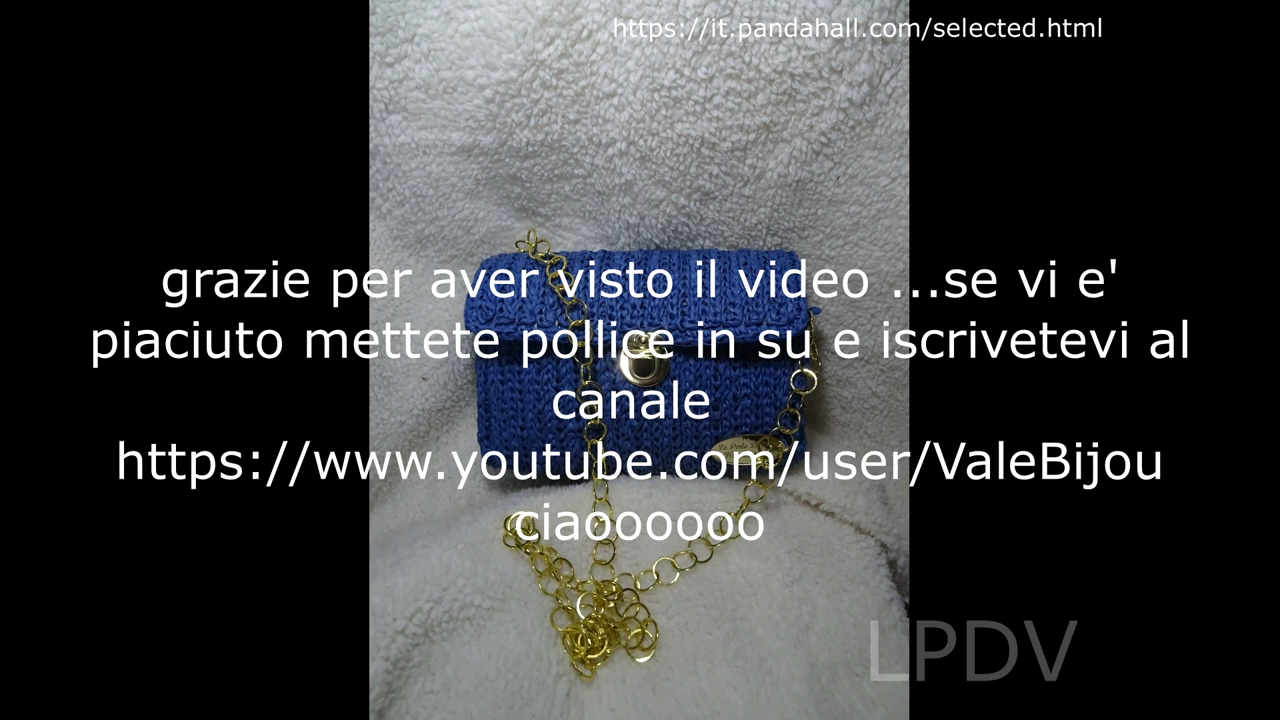 https://it.pandahall.com/selected.html
grazie per aver visto il video ...se vi e'
piaciuto mettete pollice in su e iscrivetevi al
canale
https://www.youtube.com/user/ValeBijou
ciaoooooo
LPDV